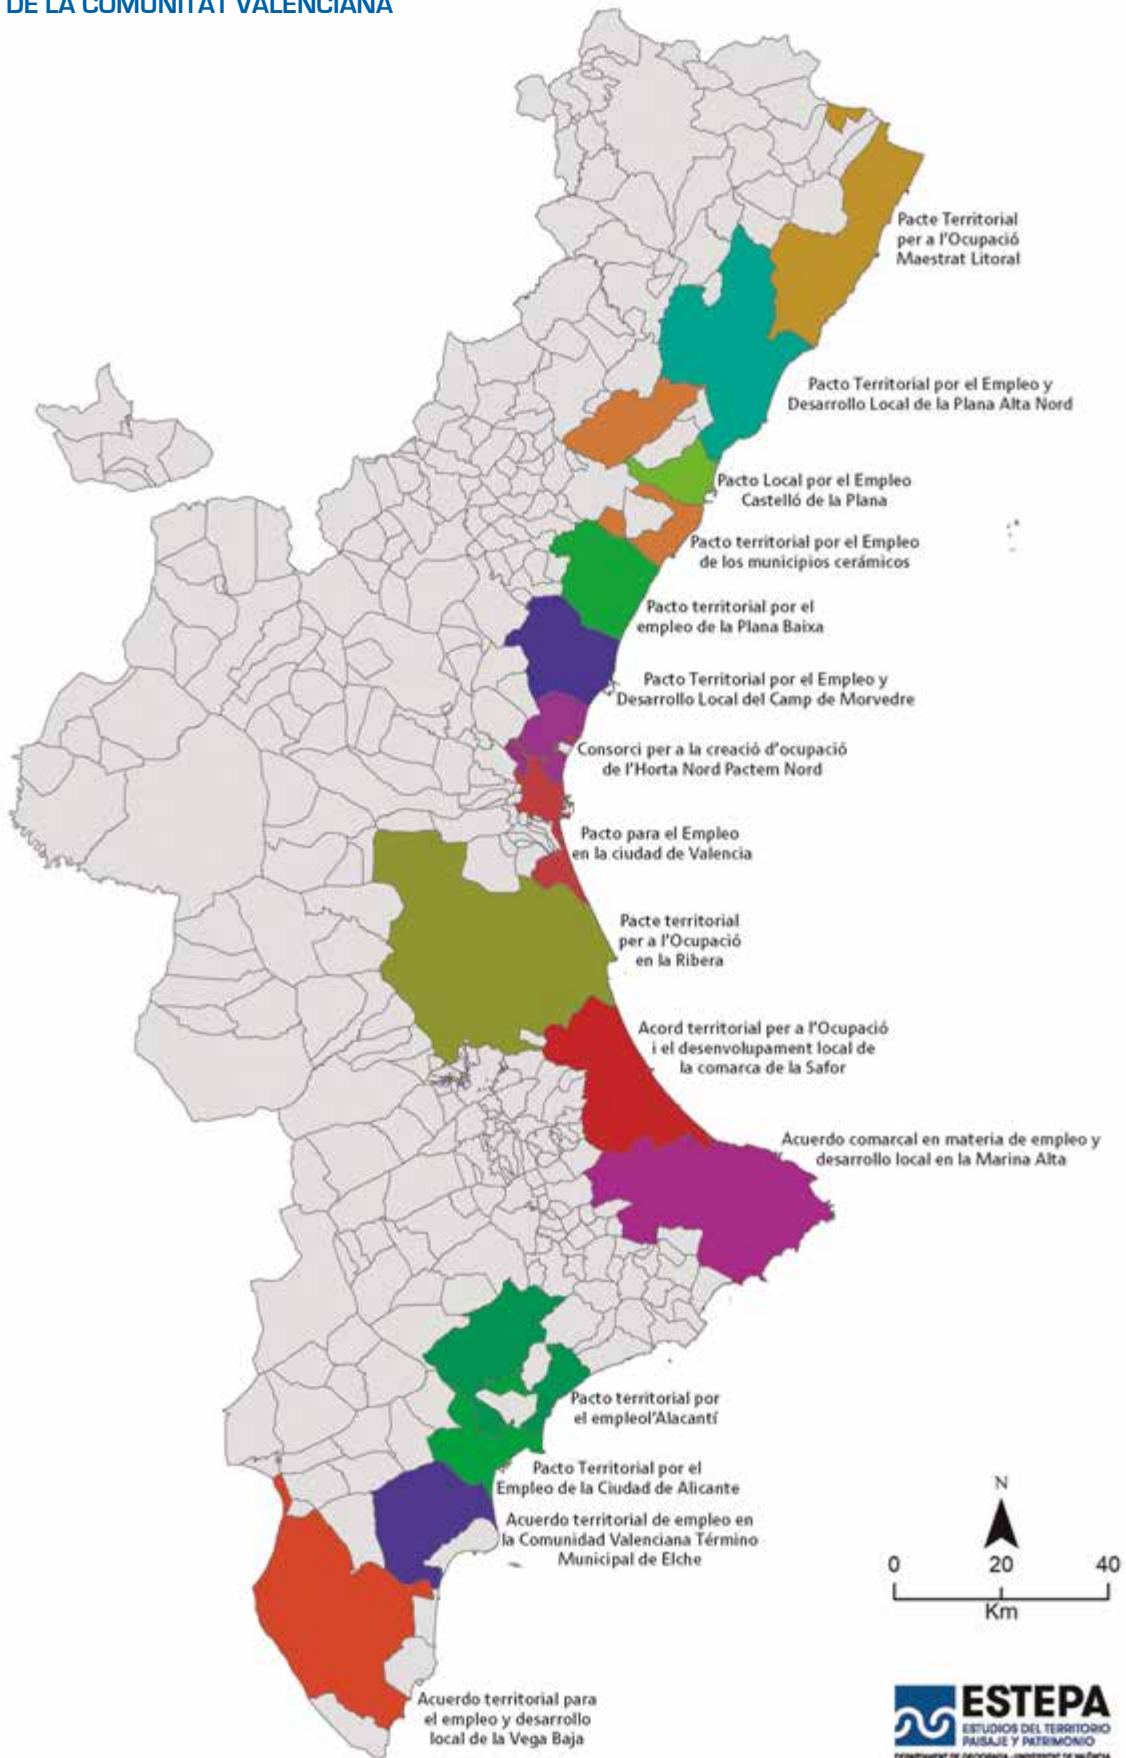 DE LA COMUNITAT VALENCIANA
Pacte Territorial
per a l'Ocupació
Maestrat Litoral
Pacto Territorial por el Empleo y
Desarrollo Local de la Plana Alta Nord
Pacto Local por el Empleo
Castelló de la Plana
Pacto territorial por el Empleo
de los municipios cerámicos
Pacto territorial por el
empleo de la Plana Baixa
Pacto Territorial por el Empleo y
Desarrollo Local del Camp de Morvedre
Consorci per a la creació d'ocupació
de l'Horta Nord Pactem Nord
Pacto para el Empleo
en la ciudad de Valencia
Pacte territorial
per a l'Ocupació
en la Ribera
Acord territorial per a l'Ocupació
i el desenvolupament local de
la comarca de la Safor
Acuerdo comarcal en materia de empleo y
desarrollo local en la Marina Alta
Pacto territorial por
el empleol'Alacantí
Pacto Territorial por el
Empleo de la Ciudad de Alicante
Acuerdo territorial de empleo en
la Comunidad Valenciana Término
Municipal de Elche
Acuerdo territorial para
el empleo y desarrollo
local de la Vega Baja
N
0 20 40
Km
ESTEPA
ESTUDIOS DEL TERRITORIO
PAISAJE Y PATRIMONIO
DEPARTAMENT DE GEOGRAFIA · UNIVERSITAT DE VALÈNCIA